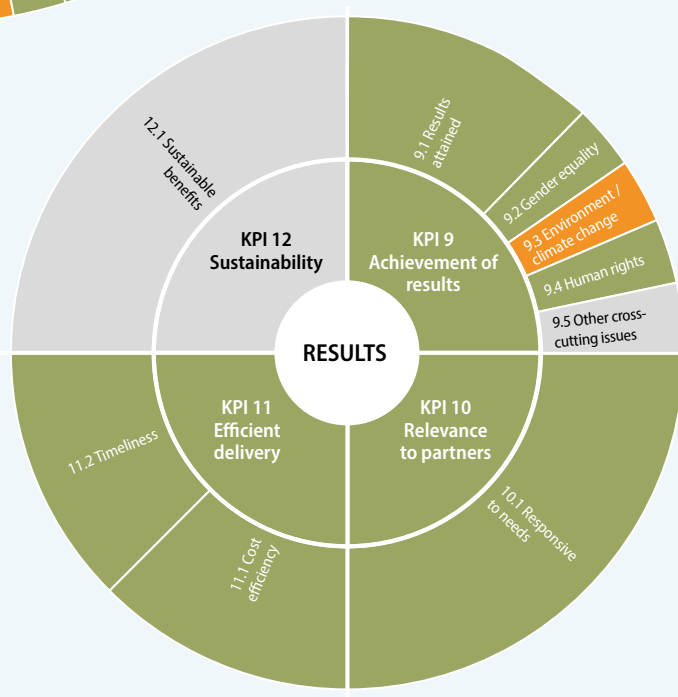 RESULTS
KPI 9
Achievement of
results
9.1 Results
attained
9.2 Gender equality
9.3 Environment /
climate change
9.4 Human rights
9.5 Other cross-
cutting issues
KPI 10
Relevance
to partners
10.1 Responsive
to needs
KPI 11
Efficient
delivery
11.1 Cost
efficiency
11.2 Timeliness
KPI 12
Sustainability
12.1 Sustainable
benefits